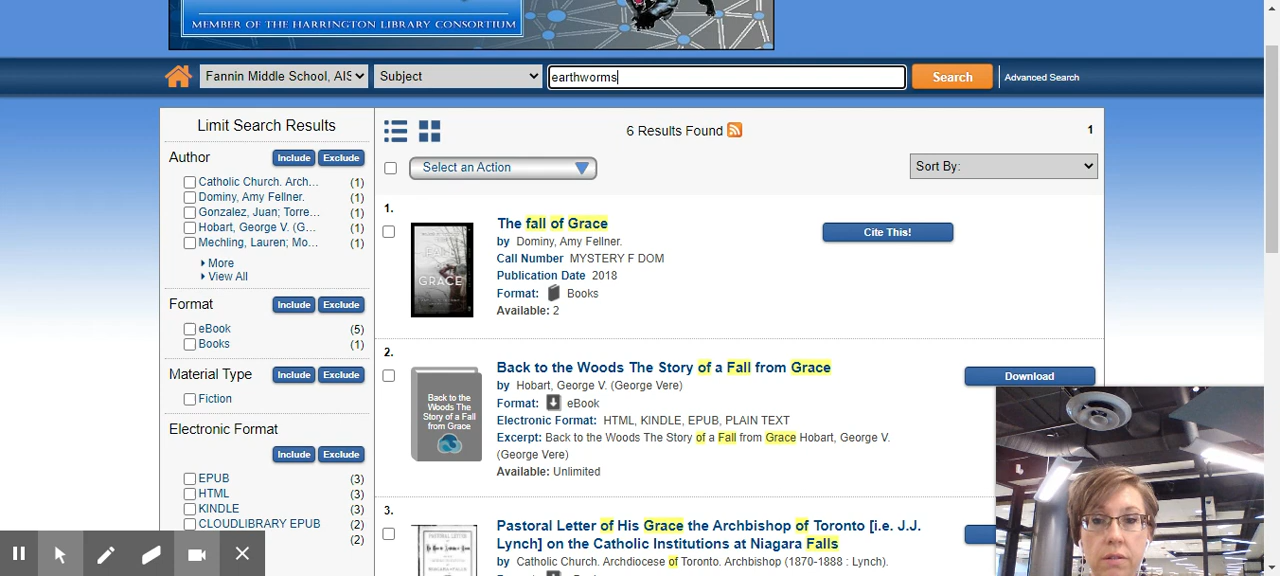 MEMBER OF THE HARRINGTON LIBRARY CONSORTIUM
Fannin Middle School, AIS
Subject
earthworms
Search
Advanced Search
Limit Search Results
Author
Include
Exclude
Catholic Church. Arch... (1)
Dominy, Amy Fellner. (1)
Gonzalez, Juan; Torre... (1)
Hobart, George V. (G... (1)
Mechling, Lauren; Mo... (1)
More
View All
Format
Include
Exclude
eBook (5)
Books (1)
Material Type
Include
Exclude
Fiction
Electronic Format
Include
Exclude
EPUB (3)
HTML (3)
KINDLE (3)
CLOUDLIBRARY EPUB (2)
(2)
6 Results Found
1
Select an Action
Sort By:
1.
The fall of Grace
by Dominy, Amy Fellner.
Call Number MYSTERY F DOM
Publication Date 2018
Format: Books
Available: 2
Cite This!
GRACE
2.
Back to the Woods The Story of a Fall from Grace
by Hobart, George V. (George Vere)
Format: eBook
Electronic Format: HTML, KINDLE, EPUB, PLAIN TEXT
Excerpt: Back to the Woods The Story of a Fall from Grace Hobart, George V.
(George Vere)
Available: Unlimited
Download
Back to the
Woods The
Story of a Fall
from Grace
3.
Pastoral Letter of His Grace the Archbishop of Toronto [i.e. J.J.
Lynch] on the Catholic Institutions at Niagara Falls
by Catholic Church. Archdiocese of Toronto. Archbishop (1870-1888 : Lynch).